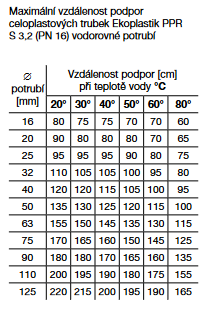 Maximální vzdálenost podpor
celoplastových trubek Ekoplastik PPR
S 3,2 (PN 16) vodorovné potrubí
⌀ potrubí [mm] Vzdálenost podpor [cm] při teplotě vody °C
20° 30° 40° 50° 60° 80°
16 80 75 75 70 70 60
20 90 80 80 80 70 65
25 95 95 95 90 80 75
32 110 105 105 100 95 80
40 120 120 115 105 100 95
50 135 130 125 120 115 100
63 155 150 145 135 130 115
75 170 165 160 150 145 125
90 180 180 170 165 160 135
110 200 195 190 180 175 155
125 220 215 200 195 190 165